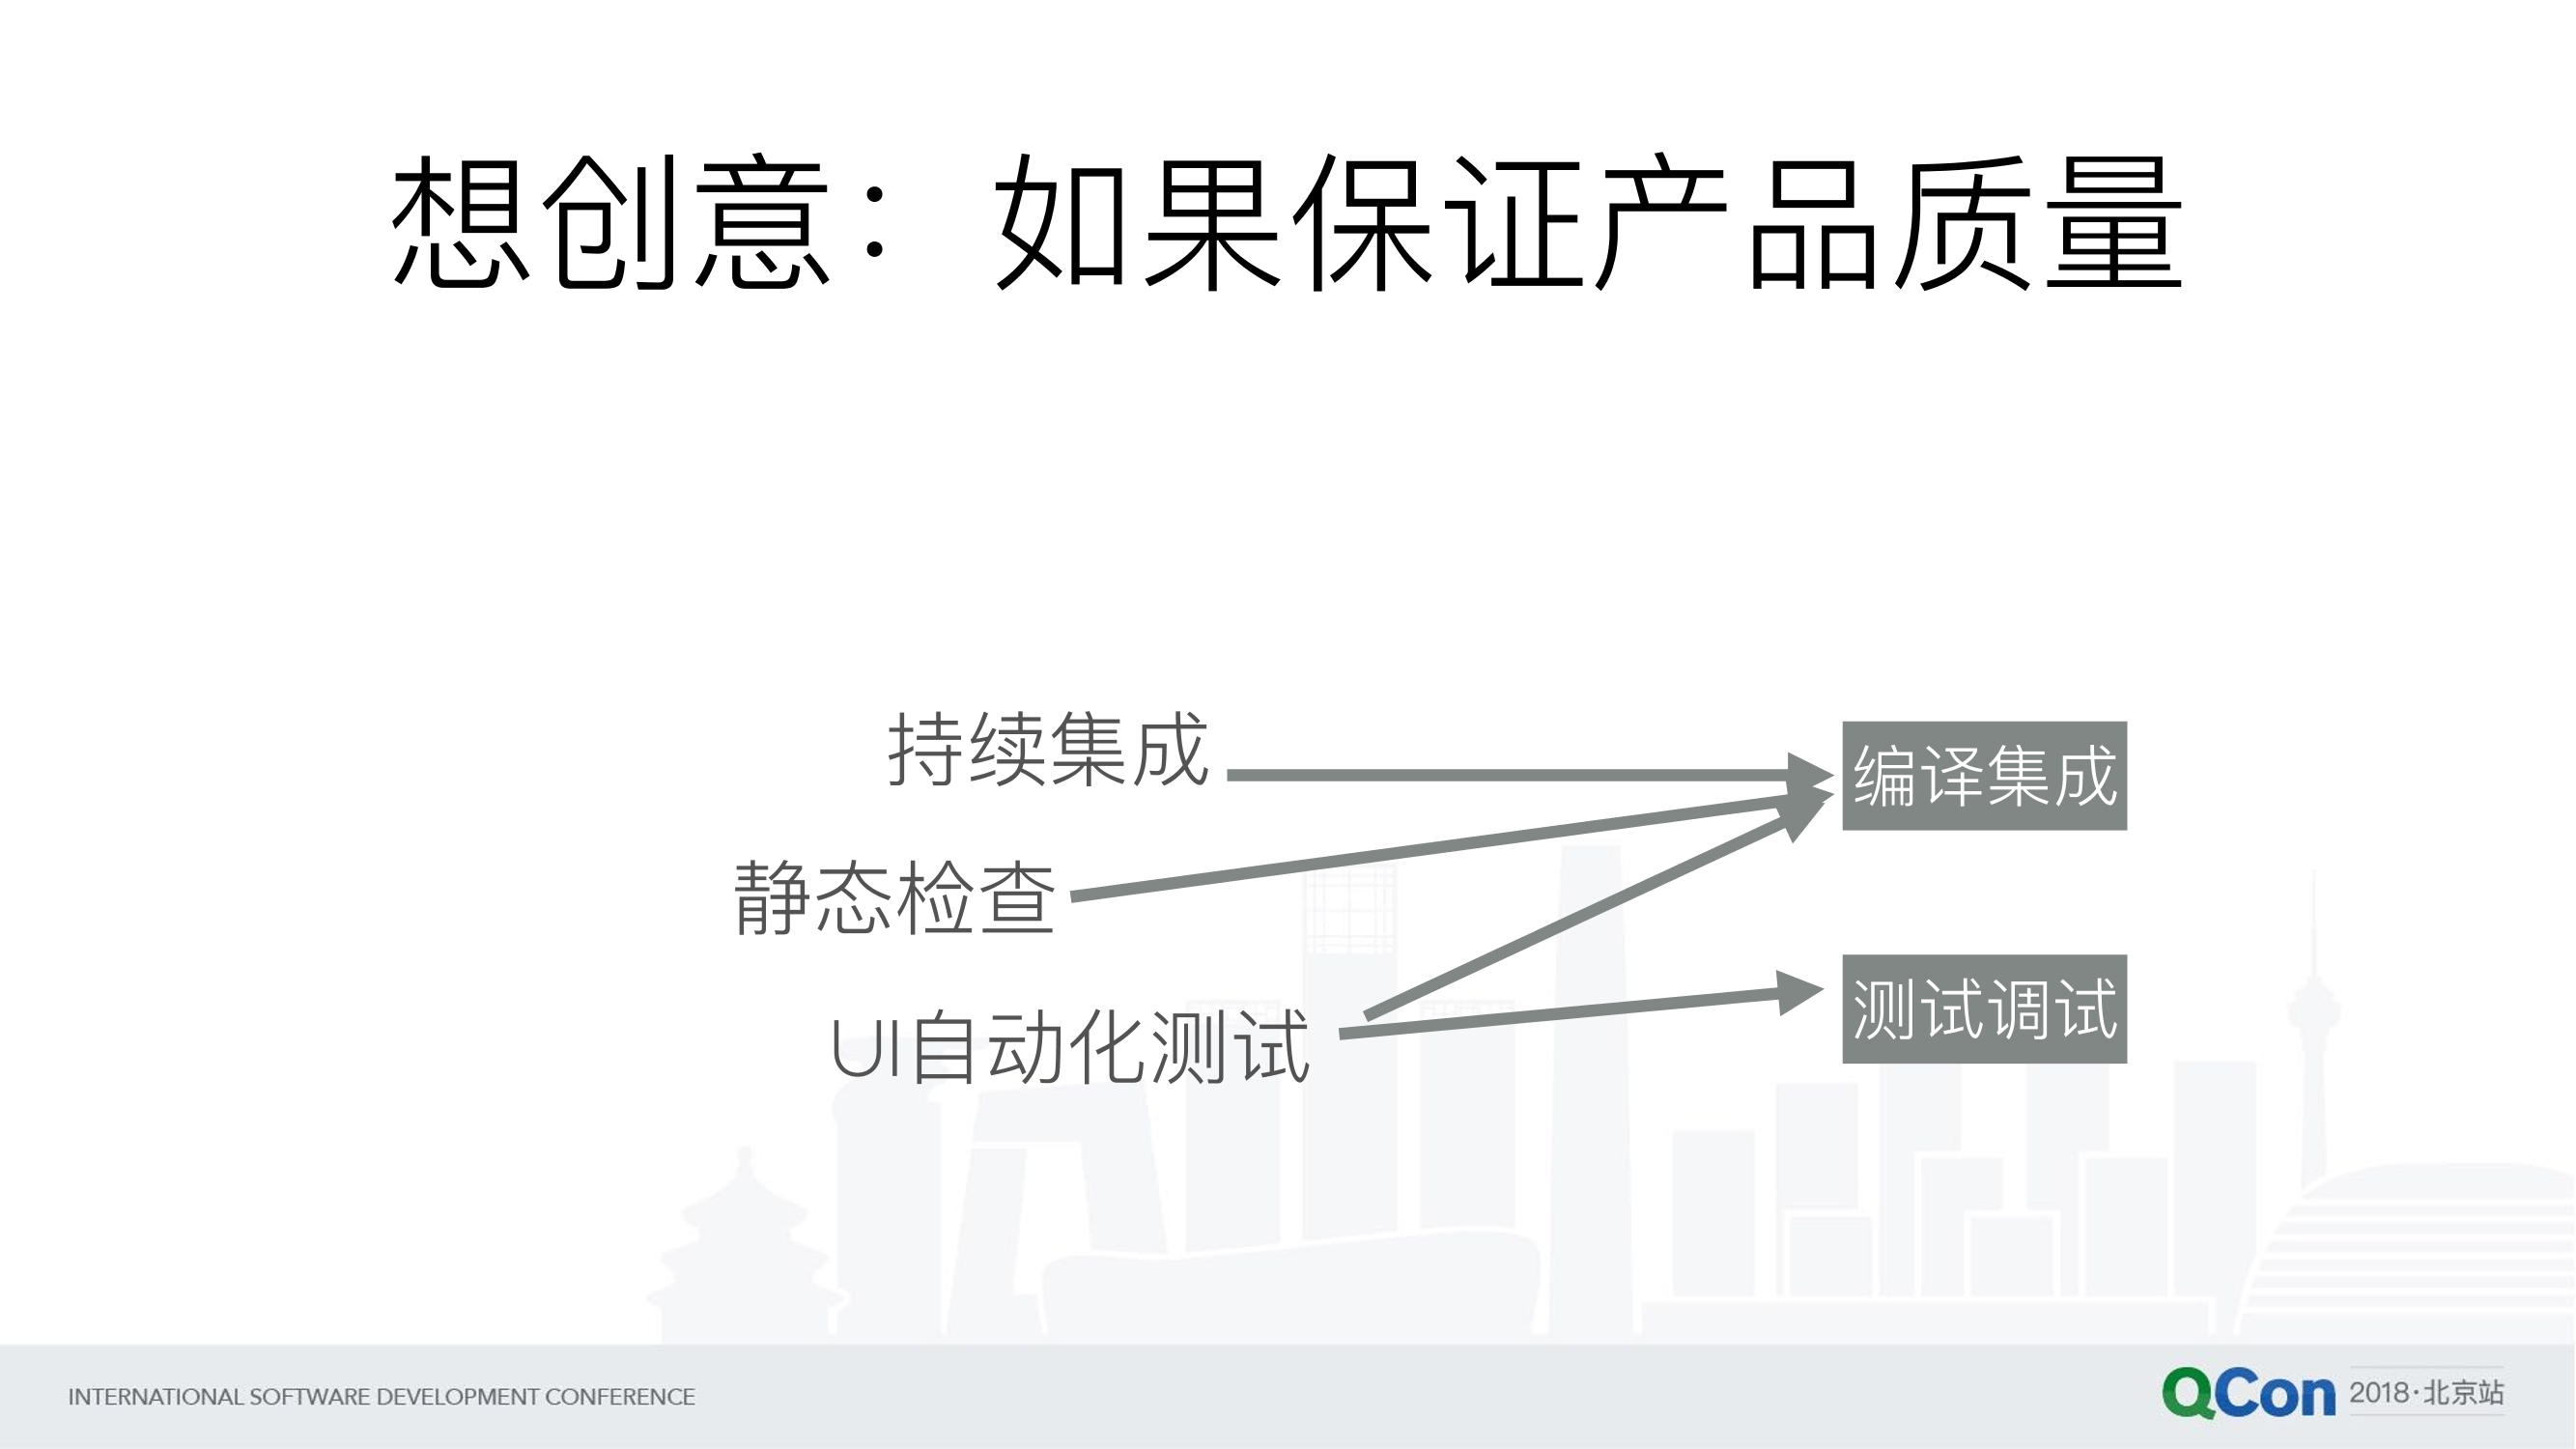 想创意：如果保证产品质量
持续集成
编译集成
静态检查
UI自动化测试
测试调试
INTERNATIONAL SOFTWARE DEVELOPMENT CONFERENCE
QCon 2018·北京站